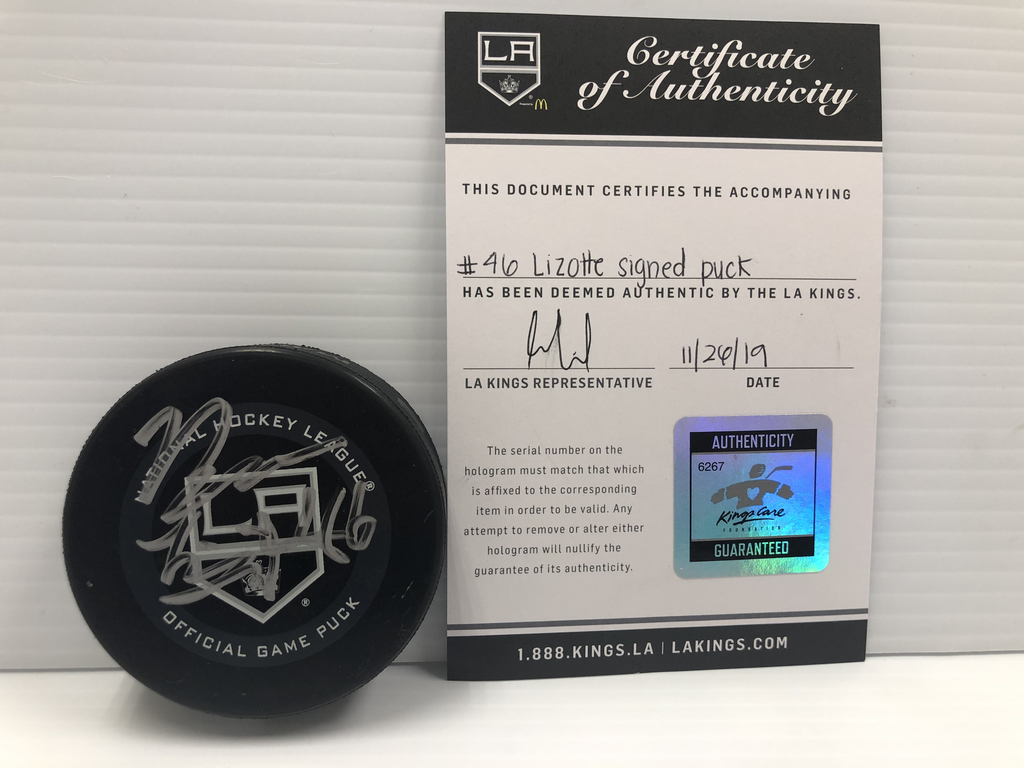 LA
Presented by
Certificate
of Authenticity
THIS DOCUMENT CERTIFIES THE ACCOMPANYING
#46 Lizotte signed puck
HAS BEEN DEEMED AUTHENTIC BY THE LA KINGS.
11/26/19
LA KINGS REPRESENTATIVE
DATE
The serial number on the
hologram must match that which
is affixed to the corresponding
item in order to be valid. Any
attempt to remove or alter either
hologram will nullify the
guarantee of its authenticity.
AUTHENTICITY
6267
Kings Care
FOUNDATION
GUARANTEED
1.888.KINGS.LA | LAKINGS.COM
NATIONAL HOCKEY LEAGUE®
LA
46
®
OFFICIAL GAME PUCK